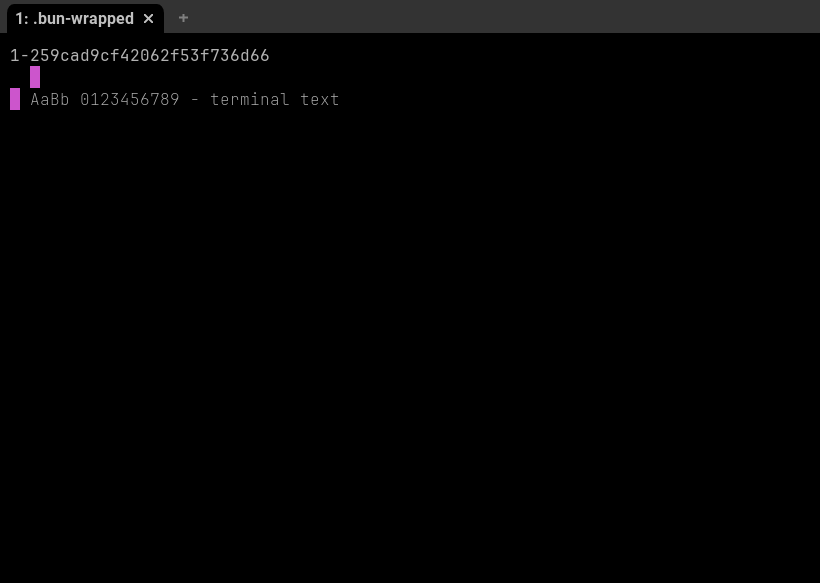 1: .bun-wrapped × +
1-259cad9cf42062f53f736d66
AaBb 0123456789 - terminal text